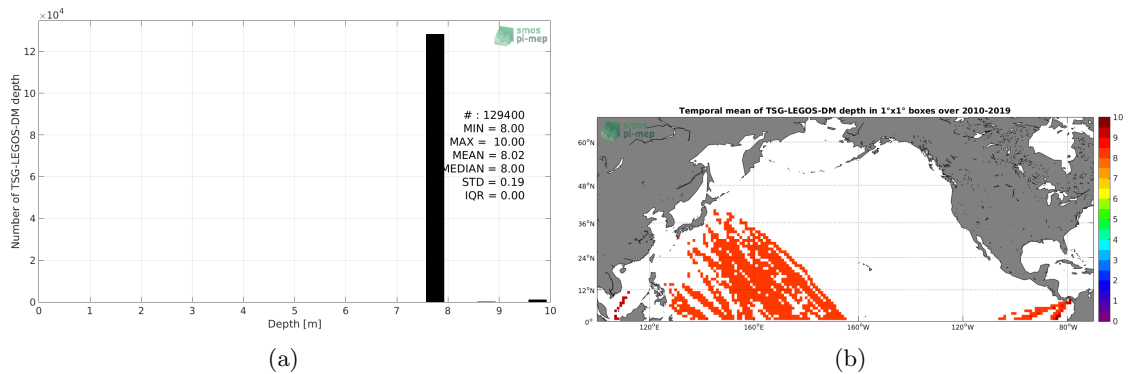 ×10⁴
12
10
8
6
4
2
0
Number of TSG-LEGOS-DM depth
smos
pi-mep
# : 129400
MIN = 8.00
MAX = 10.00
MEAN = 8.02
MEDIAN = 8.00
STD = 0.19
IQR = 0.00
0 1 2 3 4 5 6 7 8 9 10
Depth [m]
(a)
Temporal mean of TSG-LEGOS-DM depth in 1°x1° boxes over 2010-2019
smos
pi-mep
60°N
48°N
36°N
24°N
12°N
0°
120°E 160°E 160°W 120°W 80°W
10
9
8
7
6
5
4
3
2
1
0
(b)